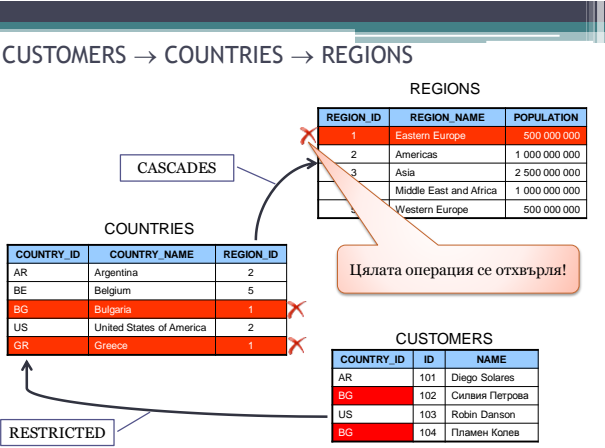 CUSTOMERS → COUNTRIES → REGIONS
REGIONS
REGION_ID REGION_NAME POPULATION
1 Eastern Europe 500 000 000
2 Americas 1 000 000 000
3 Asia 2 500 000 000
Middle East and Africa 1 000 000 000
5 Western Europe 500 000 000
CASCADES
Цялата операция се отхвърля!
COUNTRIES
COUNTRY_ID COUNTRY_NAME REGION_ID
AR Argentina 2
BE Belgium 5
BG Bulgaria 1
US United States of America 2
GR Greece 1
CUSTOMERS
COUNTRY_ID ID NAME
AR 101 Diego Solares
BG 102 Силвия Петрова
US 103 Robin Danson
BG 104 Пламен Колев
RESTRICTED